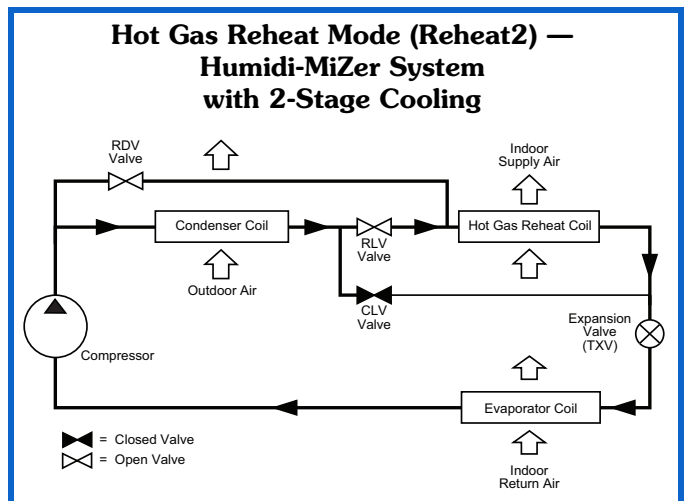 Hot Gas Reheat Mode (Reheat2) —
Humidi-MiZer System
with 2-Stage Cooling
RDV
Valve
Indoor
Supply Air
Condenser Coil
RLV
Valve
Hot Gas Reheat Coil
Outdoor Air
CLV
Valve
Expansion
Valve
(TXV)
Compressor
Evaporator Coil
= Closed Valve
= Open Valve
Indoor
Return Air